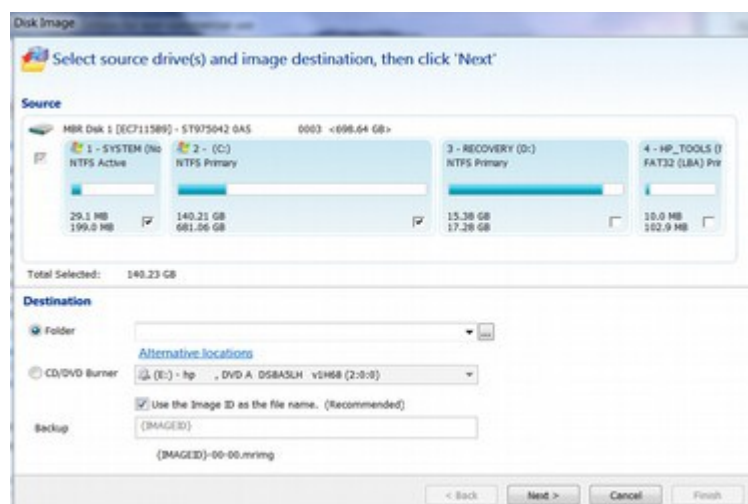 Disk Image
Select source drive(s) and image destination, then click 'Next'
Source
MBR Disk 1 [EC711589] - ST975042 0AS 0003 <698.64 GB>
1 - SYSTEM (No
NTFS Active
29.1 MB
199.0 MB
2 - (C:)
NTFS Primary
140.21 GB
681.06 GB
3 - RECOVERY (D:)
NTFS Primary
15.38 GB
17.28 GB
4 - HP_TOOLS (
FAT32 (LBA) Prir
10.0 MB
102.9 MB
Total Selected: 140.23 GB
Destination
Folder
...
Alternative locations
CD/DVD Burner (E:) - hp , DVD A DS8A5LH v1H68 (2:0:0)
Use the Image ID as the file name. (Recommended)
Backup {IMAGEID}
{IMAGEID}-00-00.mrimg
< Back Next > Cancel Finish